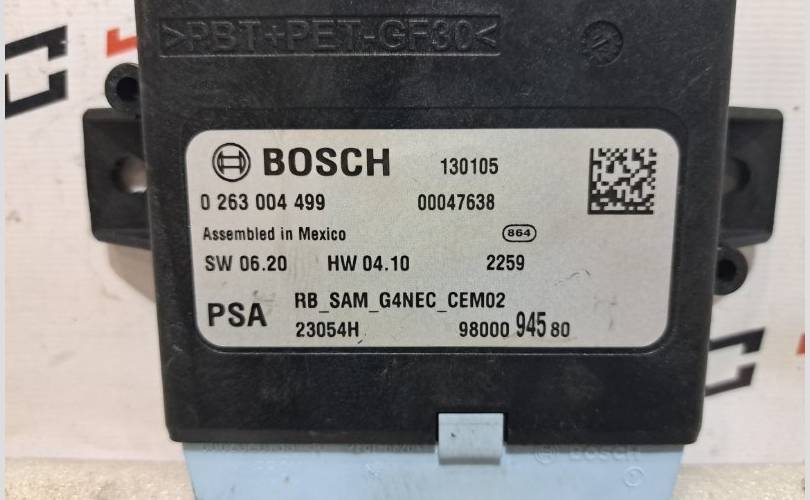 >PBT+PET-GF30<
BOSCH 130105
0 263 004 499 00047638
Assembled in Mexico 864
SW 06.20 HW 04.10 2259
PSA RB_SAM_G4NEC_CEM02
23054H 98000 945 80
BOSCH